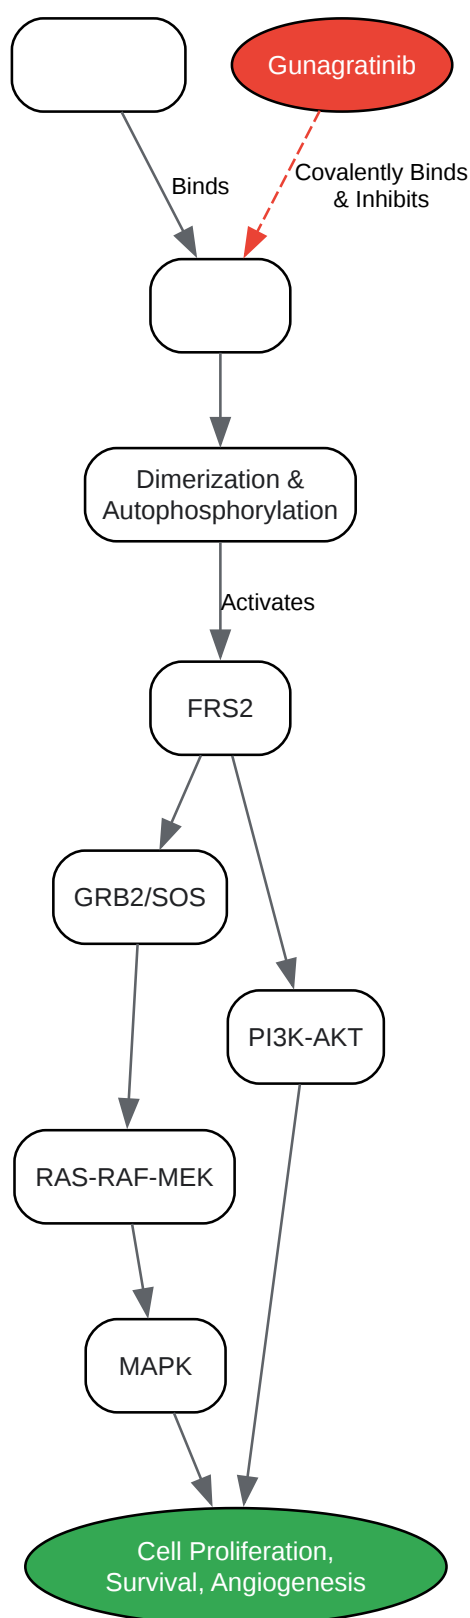 Gunagratinib
Binds
Covalently Binds
& Inhibits
Dimerization &
Autophosphorylation
Activates
FRS2
GRB2/SOS
PI3K-AKT
RAS-RAF-MEK
MAPK
Cell Proliferation,
Survival, Angiogenesis